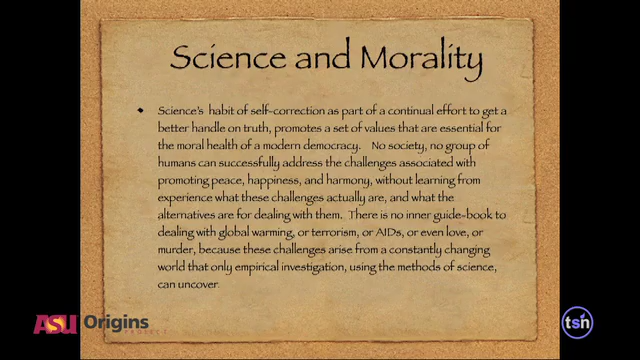 Science and Morality
Science's habit of self-correction as part of a continual effort to get a
better handle on truth, promotes a set of values that are essential for
the moral health of a modern democracy. No society, no group of
humans can successfully address the challenges associated with
promoting peace, happiness, and harmony, without learning from
experience what these challenges actually are, and what the
alternatives are for dealing with them. There is no inner guide-book to
dealing with global warming, or terrorism, or AIDs, or even love, or
murder, because these challenges arise from a constantly changing
world that only empirical investigation, using the methods of science,
can uncover.
ASU Origins
PROJECT
tsn